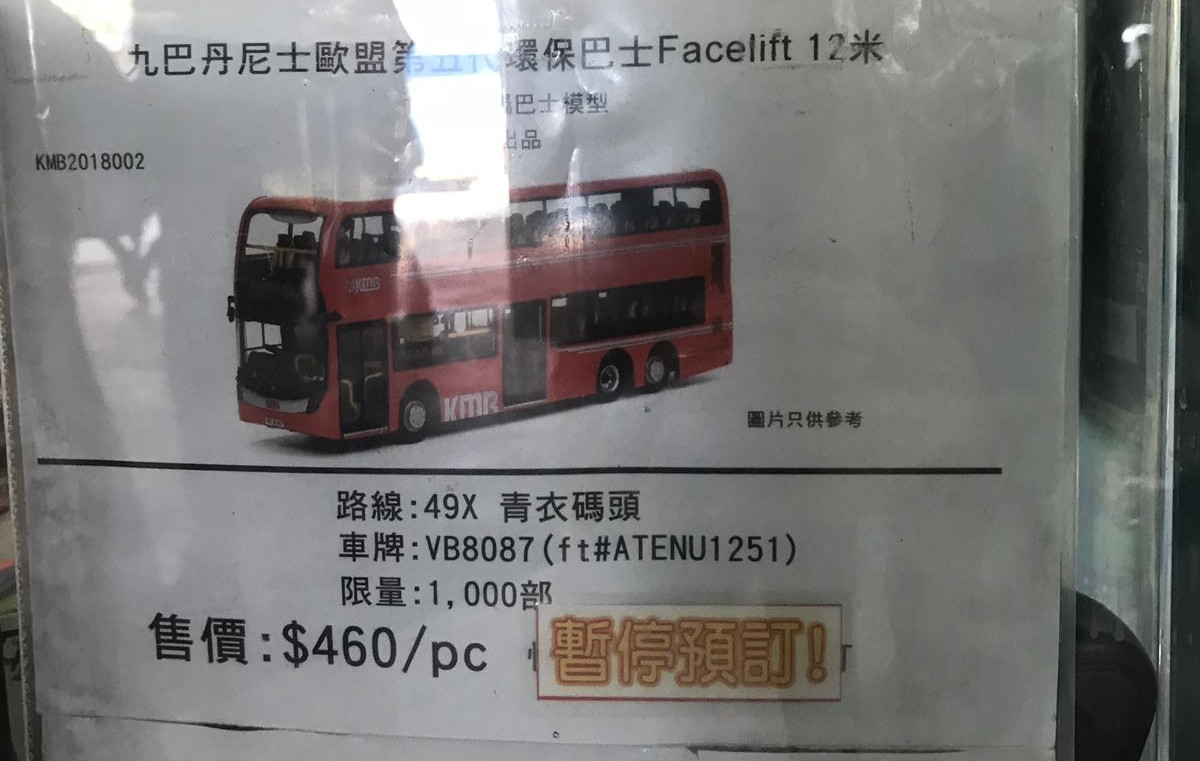 九巴丹尼士歐盟第五代環保巴士Facelift 12米
巴士模型
出品
KMB2018002
KMB
KMB
圖片只供參考
路線:49X 青衣碼頭
車牌:VB8087(ft#ATENU1251)
限量:1,000部
售價:$460/pc
暫停預訂!